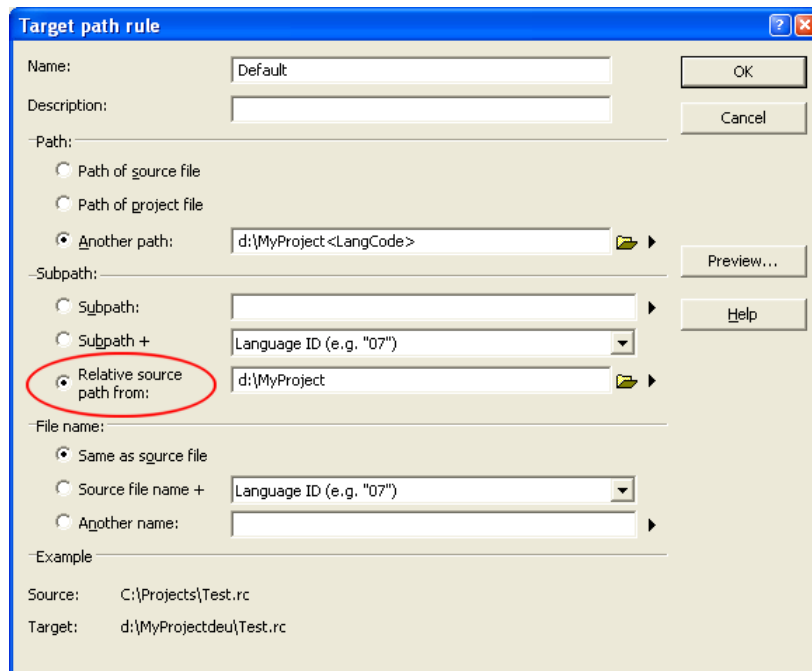 Target path rule
Name: Default
OK
Description:
Cancel
Path:
Path of source file
Path of project file
Another path: d:\MyProject<LangCode>
Preview...
Subpath:
Subpath:
Help
Subpath + Language ID (e.g. "07")
Relative source
path from: d:\MyProject
File name:
Same as source file
Source file name + Language ID (e.g. "07")
Another name:
Example
Source: C:\Projects\Test.rc
Target: d:\MyProjectdeu\Test.rc